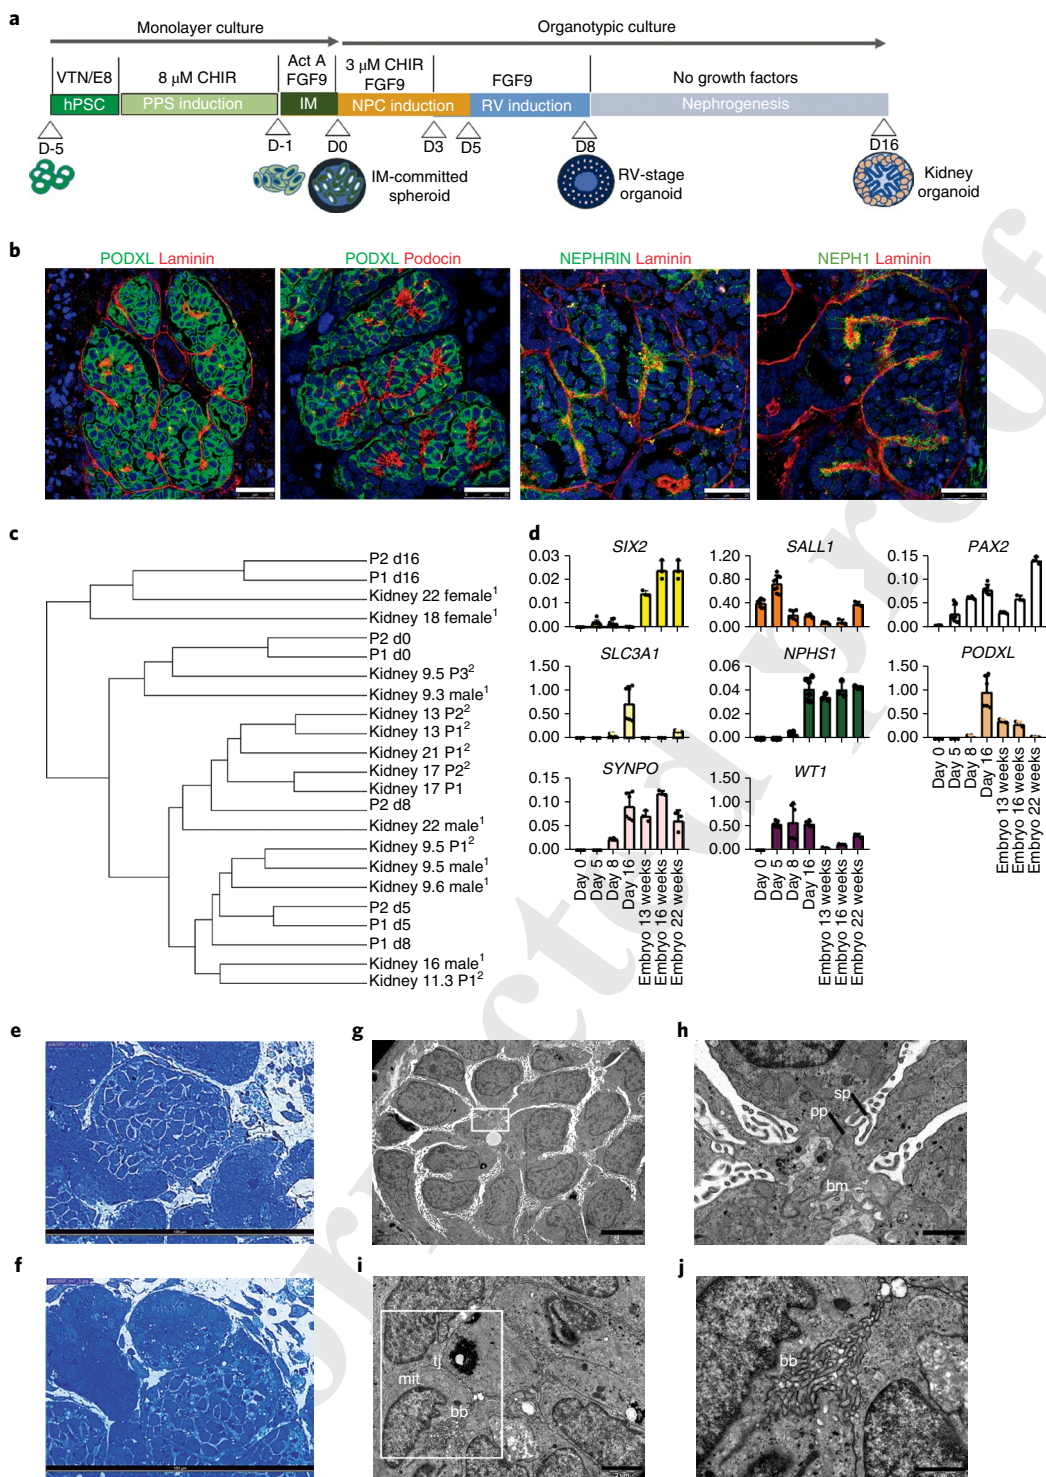 a
Monolayer culture
Organotypic culture
VTN/E8
8 µM CHIR
Act A
FGF9
3 µM CHIR
FGF9
FGF9
No growth factors
hPSC
PPS induction
IM
NPC induction
RV induction
Nephrogenesis
D-5
D-1
D0
D3
D5
D8
D16
IM-committed
spheroid
RV-stage
organoid
Kidney
organoid
b
PODXL Laminin
PODXL Podocin
NEPHRIN Laminin
NEPH1 Laminin
c
P2 d16
P1 d16
Kidney 22 female1
Kidney 18 female1
P2 d0
P1 d0
Kidney 9.5 P32
Kidney 9.3 male1
Kidney 13 P22
Kidney 13 P12
Kidney 21 P12
Kidney 17 P22
Kidney 17 P1
P2 d8
Kidney 22 male1
Kidney 9.5 P12
Kidney 9.5 male1
Kidney 9.6 male1
P2 d5
P1 d5
P1 d8
Kidney 16 male1
Kidney 11.3 P12
d
SIX2
0.03
0.02
0.01
0.00
SALL1
1.20
0.80
0.40
0.00
PAX2
0.15
0.10
0.05
0.00
SLC3A1
1.50
1.00
0.50
0.00
NPHS1
0.06
0.04
0.02
0.00
PODXL
1.50
1.00
0.50
0.00
Day 0
Day 5
Day 8
Day 16
Embryo 13 weeks
Embryo 16 weeks
Embryo 22 weeks
SYNPO
0.15
0.10
0.05
0.00
Day 0
Day 5
Day 8
Day 16
Embryo 13 weeks
Embryo 16 weeks
Embryo 22 weeks
WT1
1.50
1.00
0.50
0.00
Day 0
Day 5
Day 8
Day 16
Embryo 13 weeks
Embryo 16 weeks
Embryo 22 weeks
e
g
h
sp
pp
bm
f
i
tj
mit
bb
j
bb